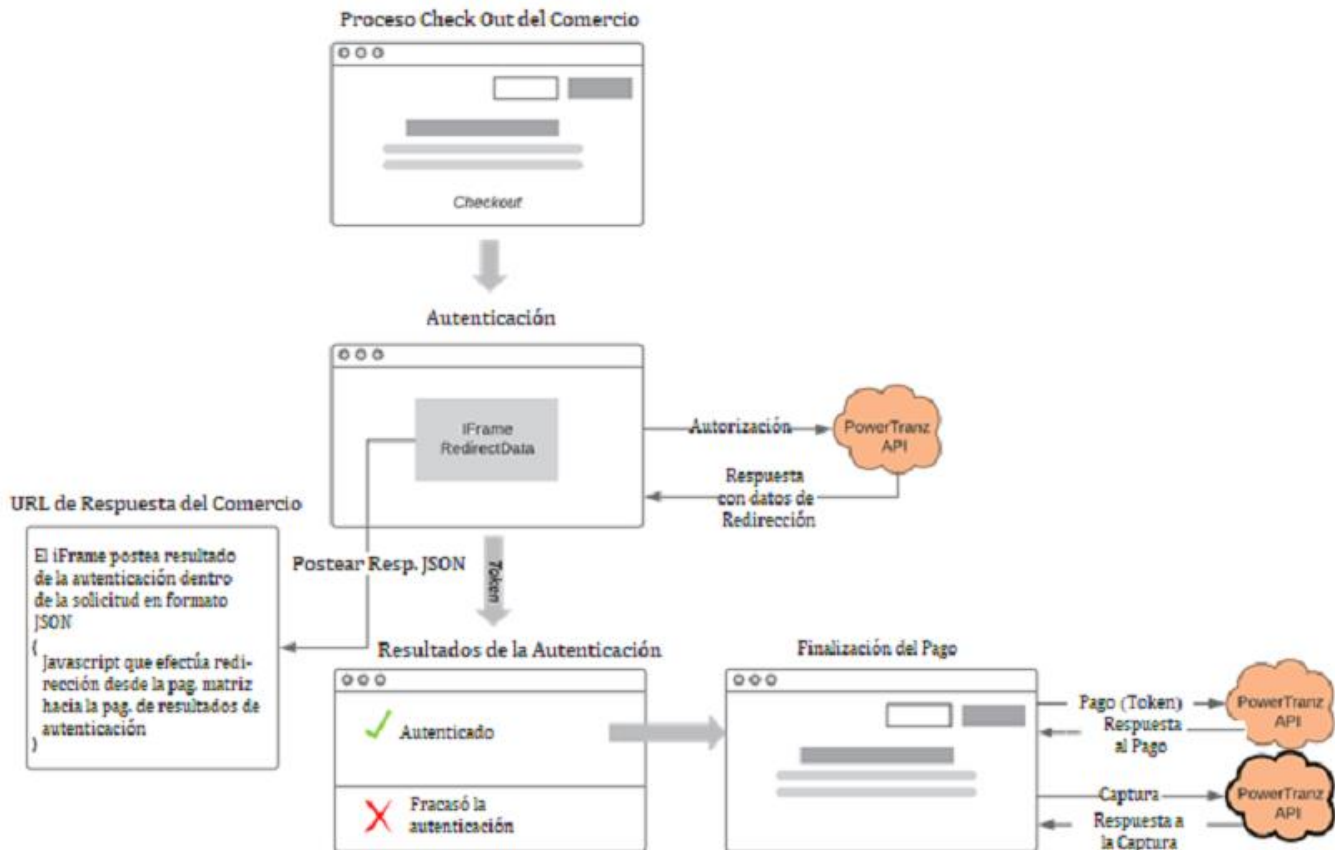 Proceso Check Out del Comercio
Checkout
Autenticación
IFrame
RedirectData
Autorización
PowerTranz
API
Respuesta
con datos de
Redirección
URL de Respuesta del Comercio
El iFrame postea resultado
de la autenticación dentro
de la solicitud en formato
JSON
{
Javascript que efectúa redi-
rección desde la pag. matriz
hacia la pag. de resultados de
autenticación
}
Postear Resp. JSON
Token
Resultados de la Autenticación
Autenticado
Fracasó la
autenticación
Finalización del Pago
Pago (Token)
Respuesta
al Pago
PowerTranz
API
Captura
Respuesta a
la Captura
PowerTranz
API